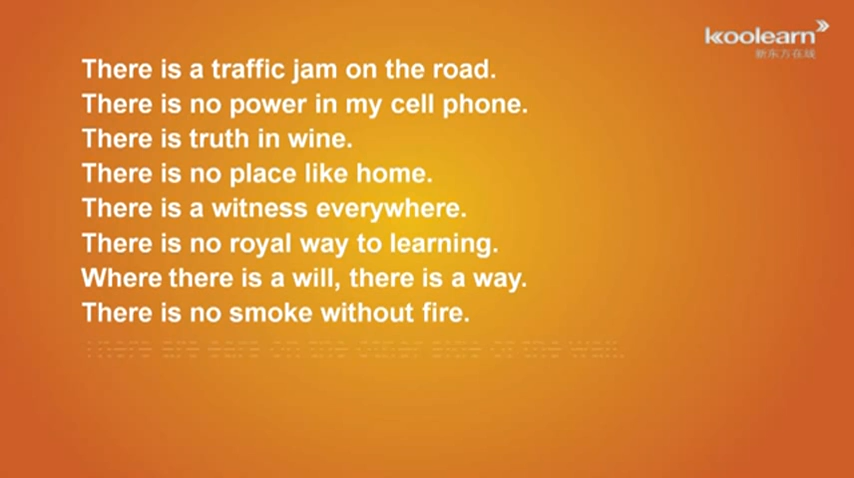 koolearn
新东方在线
There is a traffic jam on the road.
There is no power in my cell phone.
There is truth in wine.
There is no place like home.
There is a witness everywhere.
There is no royal way to learning.
Where there is a will, there is a way.
There is no smoke without fire.